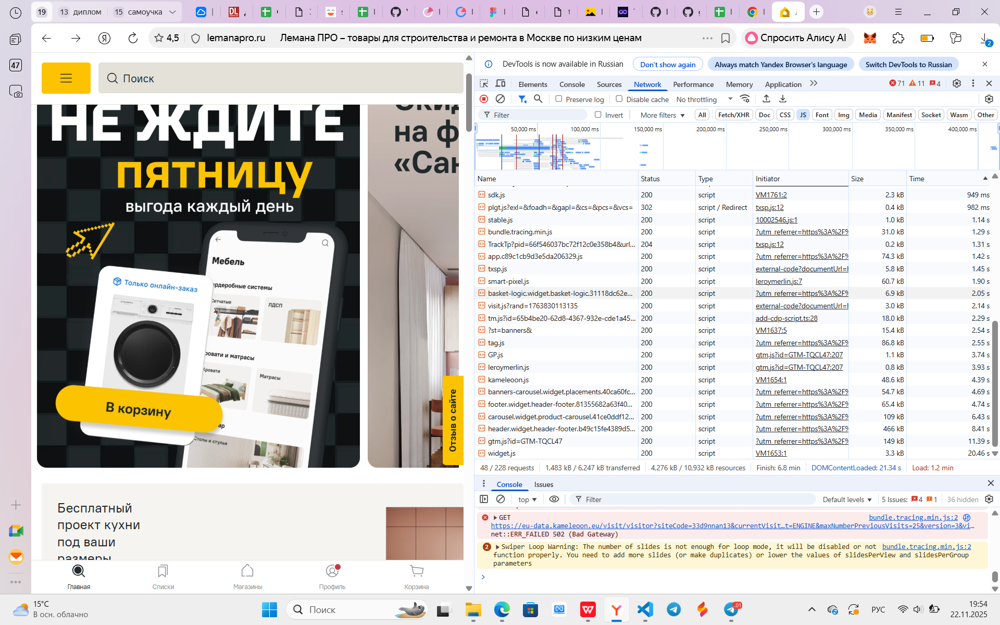 19
13 диплом
15 самоучка
4,5
lemanapro.ru
Лемана ПРО – товары для строительства и ремонта в Москве по низким ценам
Спросить Алису AI
2
47
Поиск
НЕ ЖДИТЕ
ПЯТНИЦУ
выгода каждый день
Мебель
Только онлайн-заказ
Сетчатые
ЛДСП
Матрасы
Столы и стулья
В корзину
на ф
«Сан
Отзыв о сайте
Бесплатный
проект кухни
под ваши
размеры
Главная
Списки
Магазины
Профиль
Корзина
DevTools is now available in Russian
Don't show again
Always match Yandex Browser's language
Switch DevTools to Russian
Elements
Console
Sources
Network
Performance
Memory
Application
71
11
4
Preserve log
Disable cache
No throttling
Filter
Invert
More filters
All
Fetch/XHR
Doc
CSS
JS
Font
Img
Media
Manifest
Socket
Wasm
Other
50,000 ms
100,000 ms
150,000 ms
200,000 ms
250,000 ms
300,000 ms
350,000 ms
400,000 ms
Name Status Type Initiator Size Time
sdk.js 200 script VM1761:2 2.3 kB 949 ms
plgt.js?exl=&foadh=&gapl=&cs=&pcs=&vcs= 302 script / Redirect txsp.js:12 0.4 kB 982 ms
stable.js 200 script 10002546.js:1 1.0 kB 1.14 s
bundle.tracing.min.js 200 script ?utm_referrer=https%3A%2F% 31.0 kB 1.29 s
TrackTp?pid=66f546037bc72f12c0e358b4&url... 204 script txsp.js:12 0.2 kB 1.31 s
app.c89c1cb9d3e5da206329.js 200 script ?utm_referrer=https%3A%2F% 74.3 kB 1.42 s
txsp.js 200 script external-code?documentUrl=h 5.8 kB 1.45 s
smart-pixel.js 200 script leroymerlin.js:7 60.7 kB 1.90 s
basket-logic.widget.basket-logic.31118dc62e... 200 script ?utm_referrer=https%3A%2F% 6.9 kB 2.05 s
visit.js?rand=1763830113135 200 script external-code?documentUrl=h 3.0 kB 2.14 s
tm.js?id=65b4be20-62d8-4367-932e-cde1a45... 200 script add-cdp-script.ts:28 18.0 kB 2.29 s
?st=banners& 200 script VM1637:5 15.4 kB 2.54 s
tag.js 200 script ?utm_referrer=https%3A%2F% 86.8 kB 2.55 s
GP.js 200 script gtm.js?id=GTM-TQCL47:207 1.1 kB 3.74 s
leroymerlin.js 200 script gtm.js?id=GTM-TQCL47:207 0.8 kB 3.93 s
kameleoon.js 200 script VM1654:1 48.6 kB 4.39 s
banners-carousel.widget.placements.40ca60fc... 200 script ?utm_referrer=https%3A%2F% 54.7 kB 4.69 s
footer.widget.header-footer.81355682a63f40... 200 script ?utm_referrer=https%3A%2F% 65.4 kB 4.74 s
carousel.widget.product-carousel.41ce0ddf12... 200 script ?utm_referrer=https%3A%2F% 109 kB 6.43 s
header.widget.header-footer.b49c15fe4389d5... 200 script ?utm_referrer=https%3A%2F% 466 kB 8.41 s
gtm.js?id=GTM-TQCL47 200 script ?utm_referrer=https%3A%2F% 149 kB 11.39 s
widget.js 200 script VM1653:1 3.3 kB 20.46 s
48 / 228 requests 1,483 kB / 6,247 kB transferred 4,276 kB / 10,932 kB resources Finish: 6.8 min DOMContentLoaded: 21.34 s Load: 1.2 min
Console
Issues
top
Filter
Default levels
5 Issues: 4 1
36 hidden
GET bundle.tracing.min.js:2
https://eu-data.kameleoon.eu/visit/visitor?siteCode=33d9nnan13&currentVisit…t=ENGINE&maxNumberPreviousVisits=25&version=3&vi…
net::ERR_FAILED 502 (Bad Gateway)
2 Swiper Loop Warning: The number of slides is not enough for loop mode, it will be disabled or not bundle.tracing.min.js:2
function properly. You need to add more slides (or make duplicates) or lower the values of slidesPerView and slidesPerGroup
parameters
15°C
В осн. облачно
Поиск
РУС
19:54
22.11.2025